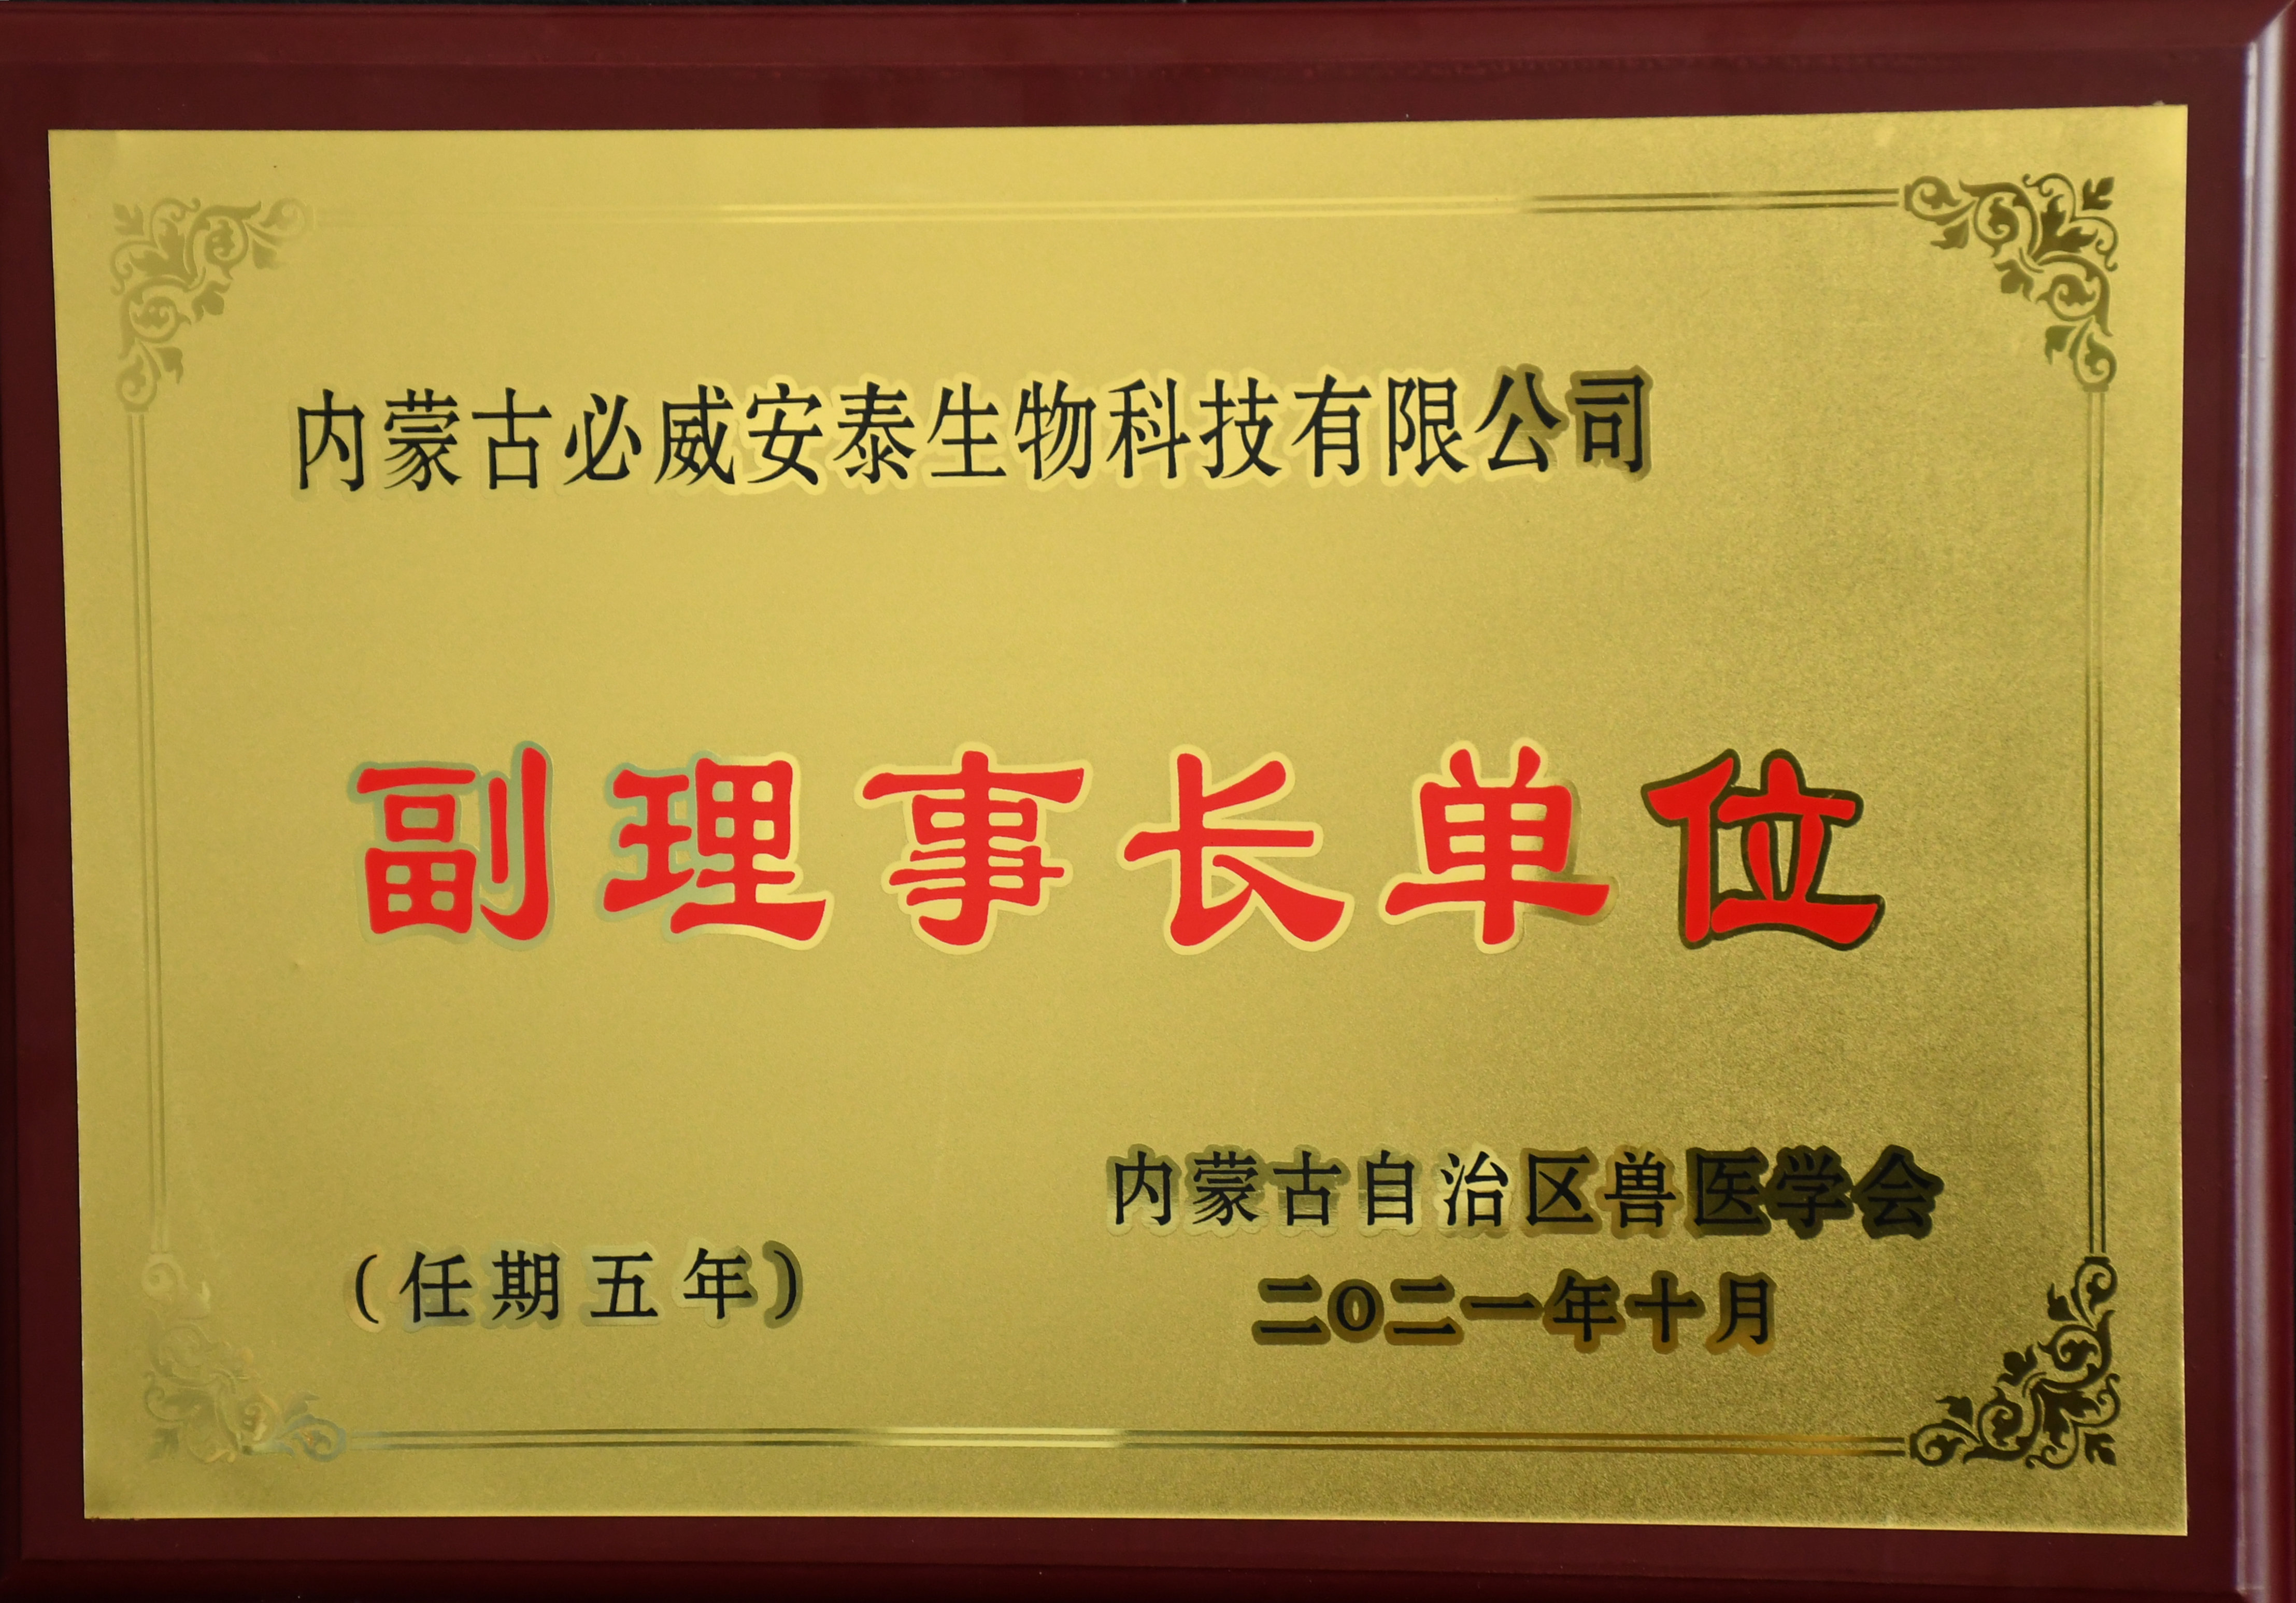 内蒙古必威安泰生物科技有限公司
副理事长单位
内蒙古自治区兽医学会
（任期五年）
二〇二一年十月